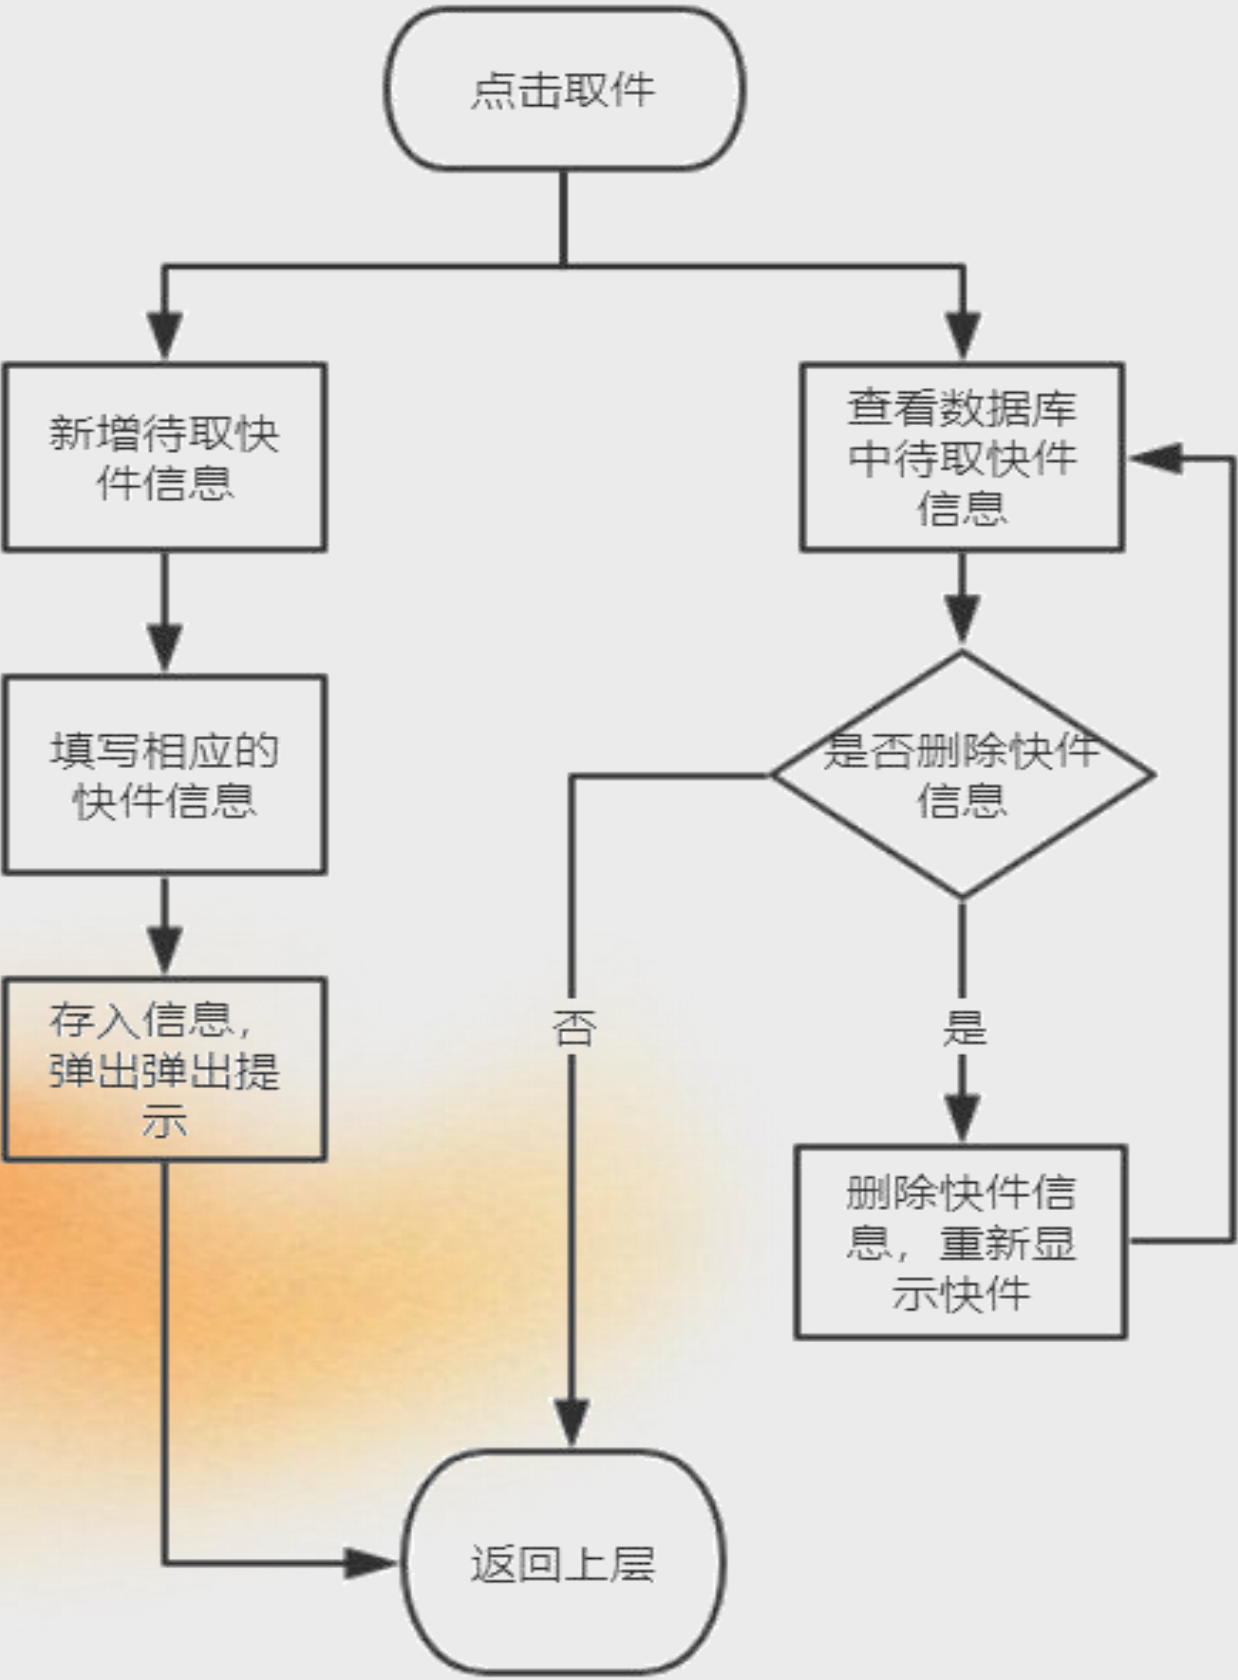 点击取件
新增待取快
件信息
查看数据库
中待取快件
信息
填写相应的
快件信息
是否删除快件
信息
存入信息，
弹出弹出提
示
否
是
删除快件信
息，重新显
示快件
返回上层